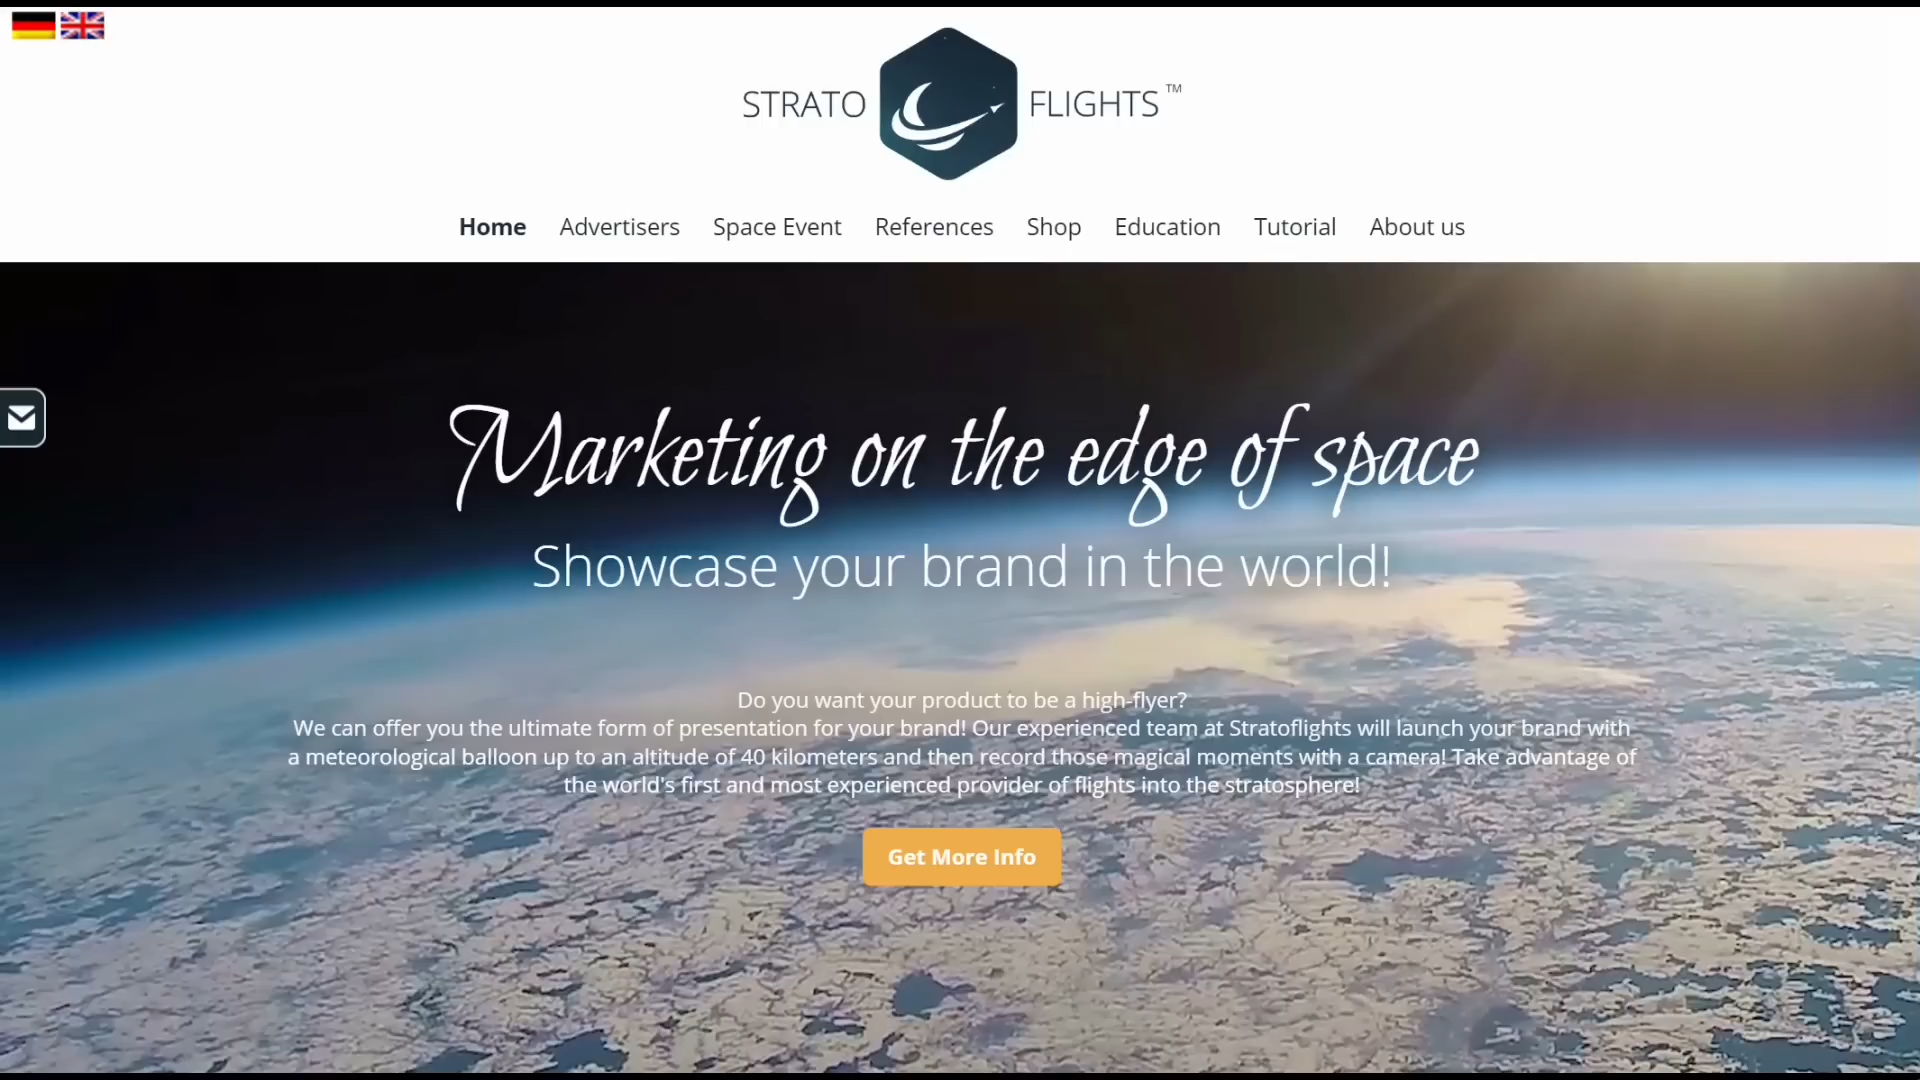 STRATO FLIGHTS™
Home Advertisers Space Event References Shop Education Tutorial About us
Marketing on the edge of space
Showcase your brand in the world!
Do you want your product to be a high-flyer?
We can offer you the ultimate form of presentation for your brand! Our experienced team at Stratoflights will launch your brand with
a meteorological balloon up to an altitude of 40 kilometers and then record those magical moments with a camera! Take advantage of
the world's first and most experienced provider of flights into the stratosphere!
Get More Info